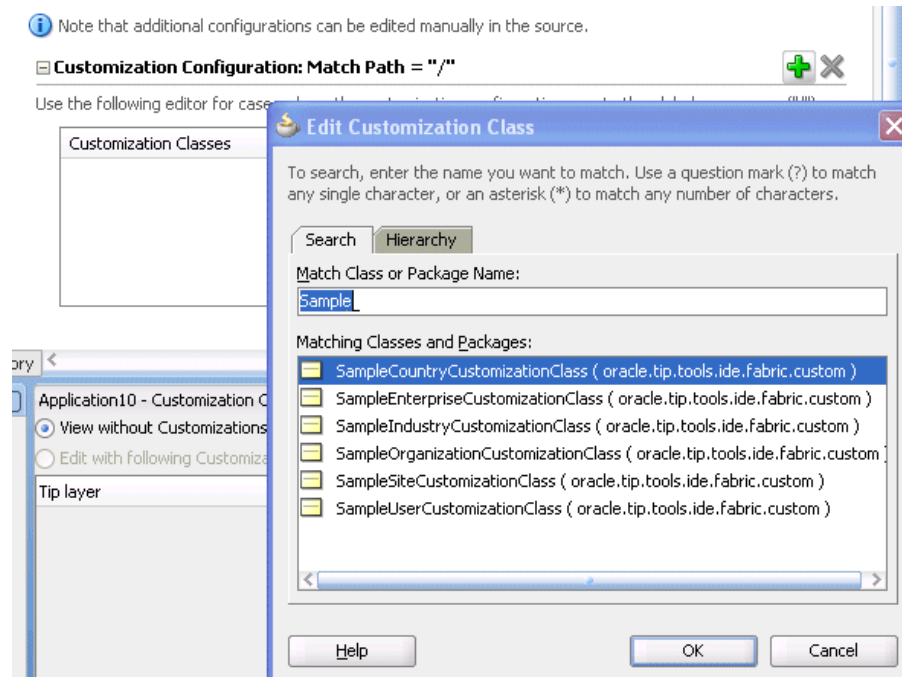 Note that additional configurations can be edited manually in the source.
Customization Configuration: Match Path = "/"
Use the following editor for
Customization Classes
Edit Customization Class
To search, enter the name you want to match. Use a question mark (?) to match
any single character, or an asterisk (*) to match any number of characters.
Search Hierarchy
Match Class or Package Name:
Sample
Matching Classes and Packages:
SampleCountryCustomizationClass ( oracle.tip.tools.ide.fabric.custom )
SampleEnterpriseCustomizationClass ( oracle.tip.tools.ide.fabric.custom )
SampleIndustryCustomizationClass ( oracle.tip.tools.ide.fabric.custom )
SampleOrganizationCustomizationClass ( oracle.tip.tools.ide.fabric.custom )
SampleSiteCustomizationClass ( oracle.tip.tools.ide.fabric.custom )
SampleUserCustomizationClass ( oracle.tip.tools.ide.fabric.custom )
ory
Application10 - Customization C
View without Customizations
Edit with following Customiza
Tip layer
Help OK Cancel